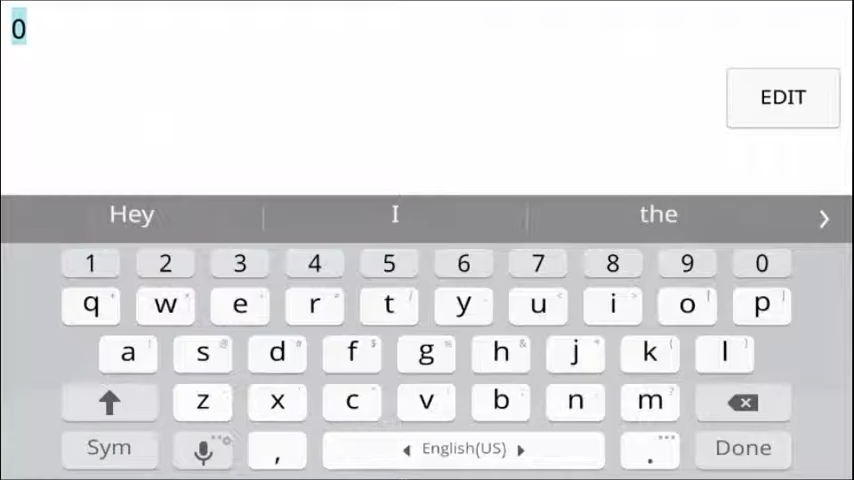 0
EDIT
Hey I the
1 2 3 4 5 6 7 8 9 0
q w e r t y u i o p
a s d f g h j k l
z x c v b n m
Sym , English(US) . Done